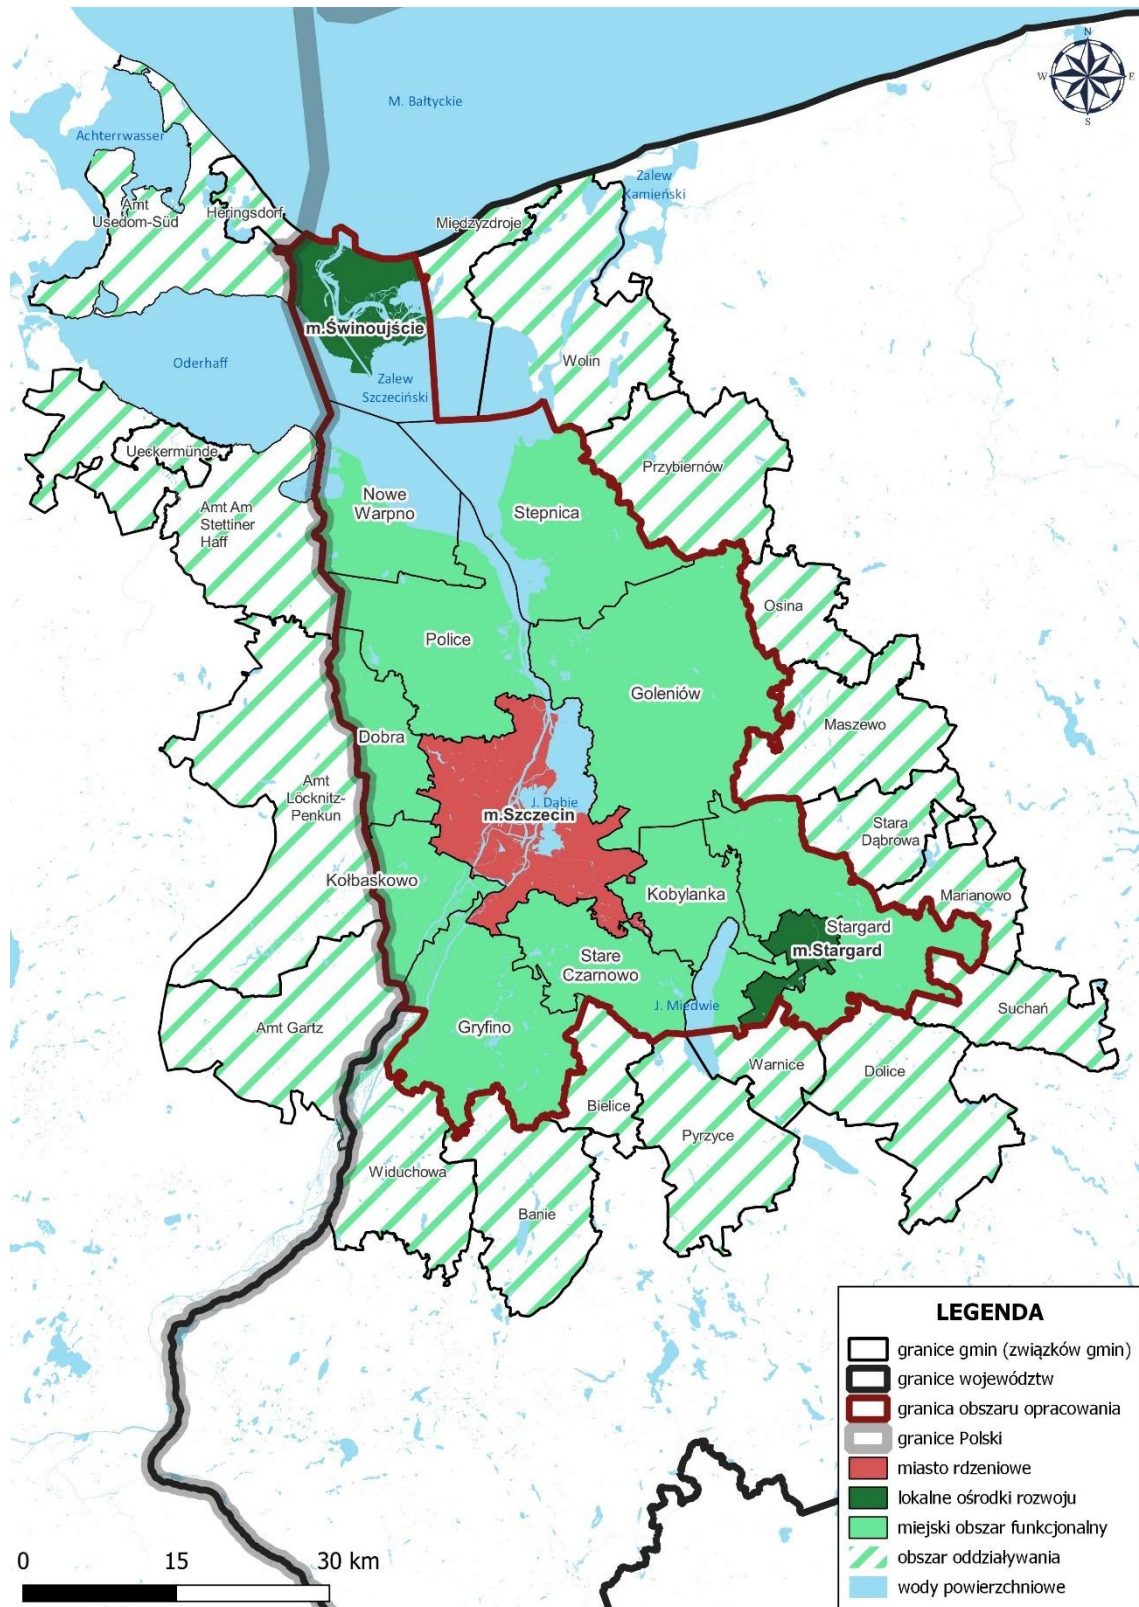 N
W
E
S
M. Bałtyckie
Achterrwasser
Zalew
Kamieński
Amt
Usedom-Süd
Heringsdorf
Międzyzdroje
m.Świnoujście
Oderhaff
Zalew
Szczeciński
Wolin
Ueckermünde
Przybiernów
Amt Am
Stettiner
Haff
Nowe
Warpno
Stepnica
Osina
Police
Goleniów
Maszewo
Dobra
Amt
Löcknitz-
Penkun
J. Dąbie
m.Szczecin
Stara
Dąbrowa
Kołbaskowo
Kobylanka
Marianowo
Stargard
m.Stargard
Stare
Czarnowo
J. Miedwie
Suchań
Amt Gartz
Gryfino
Warnice
Dolice
Bielice
Pyrzyce
Widuchowa
Banie
LEGENDA
granice gmin (związków gmin)
granice województw
granica obszaru opracowania
granice Polski
miasto rdzeniowe
lokalne ośrodki rozwoju
miejski obszar funkcjonalny
obszar oddziaływania
wody powierzchniowe
0 15 30 km